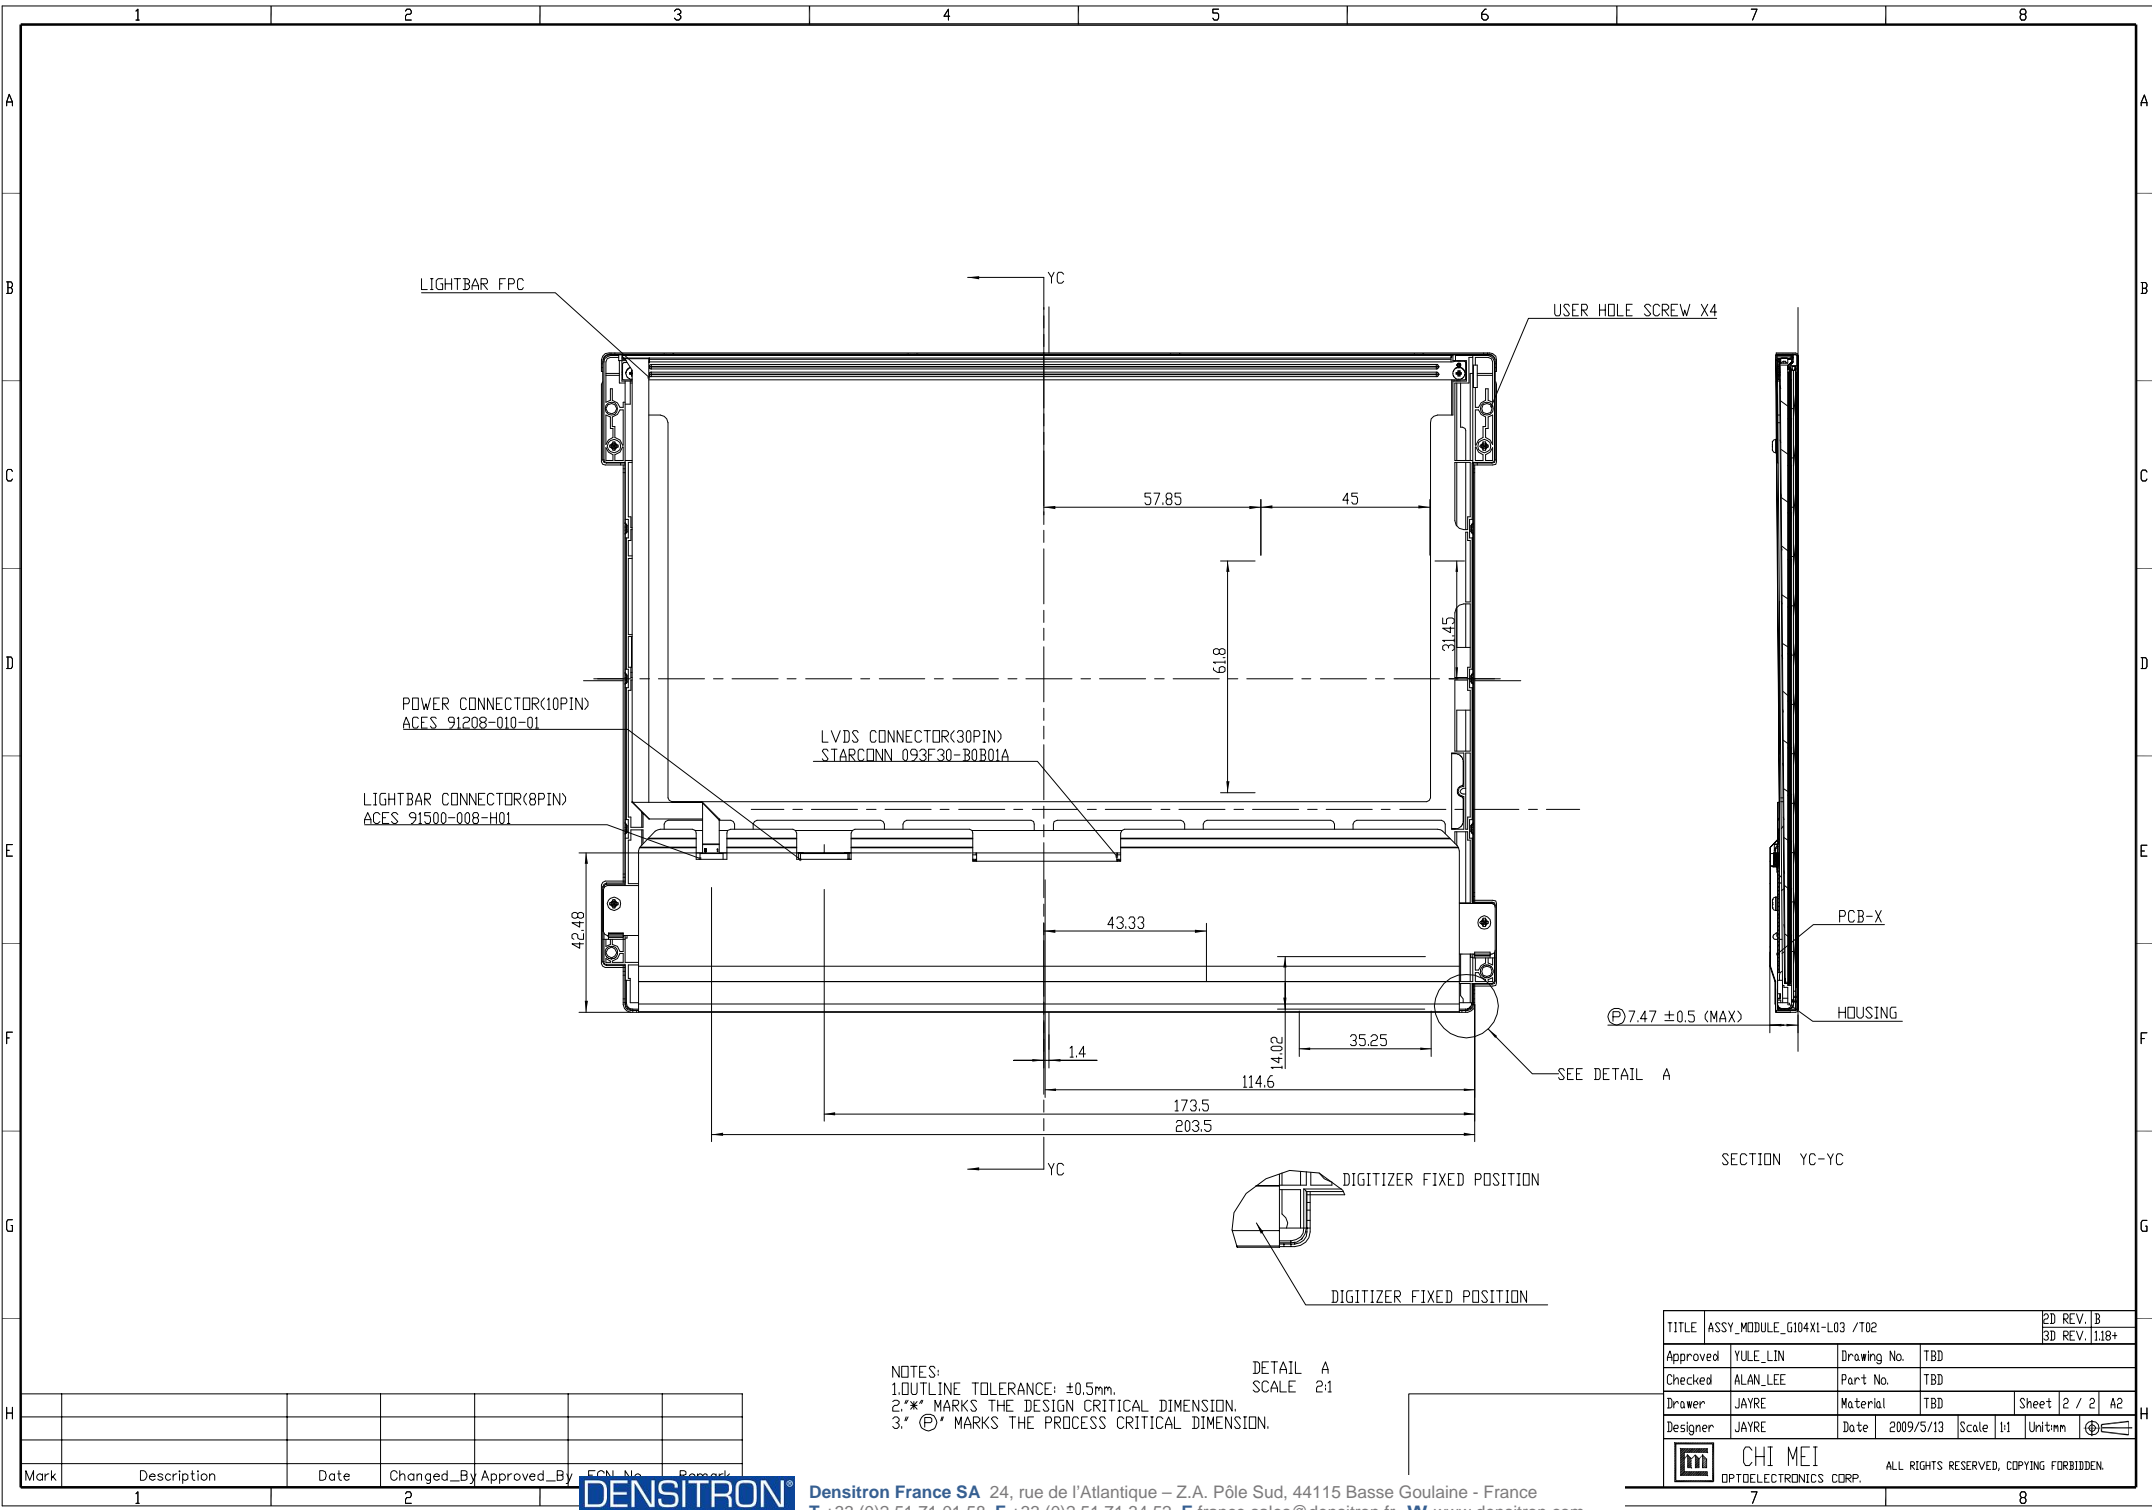 1 2 3 4 5 6 7 8
A A
B B
C C
D D
E E
F F
G G
H H
LIGHTBAR FPC
YC
USER HOLE SCREW X4
57.85
45
61.8
31.45
POWER CONNECTOR(10PIN)
ACES 91208-010-01
LVDS CONNECTOR(30PIN)
STARCONN 093F30-B0B01A
LIGHTBAR CONNECTOR(8PIN)
ACES 91500-008-H01
42.48
43.33
PCB-X
HOUSING
Ⓟ7.47 ±0.5 (MAX)
14.02
35.25
1.4
SEE DETAIL A
114.6
173.5
203.5
YC
SECTION YC-YC
DIGITIZER FIXED POSITION
DIGITIZER FIXED POSITION
DETAIL A
SCALE 2:1
NOTES:
1.OUTLINE TOLERANCE: ±0.5mm.
2."*" MARKS THE DESIGN CRITICAL DIMENSION.
3." Ⓟ" MARKS THE PROCESS CRITICAL DIMENSION.
TITLE ASSY_MODULE_G104X1-L03 /T02 2D REV. B
3D REV. 1.18+
Approved YULE_LIN Drawing No. TBD
Checked ALAN_LEE Part No. TBD
Drawer JAYRE Material TBD Sheet 2 / 2 A2
Designer JAYRE Date 2009/5/13 Scale 1:1 Unit:mm
CHI MEI
OPTOELECTRONICS CORP.
ALL RIGHTS RESERVED, COPYING FORBIDDEN.
Mark Description Date Changed_By Approved_By ECN No Remark
1 2 7 8
DENSITRON®
Densitron France SA 24, rue de l'Atlantique – Z.A. Pôle Sud, 44115 Basse Goulaine - France